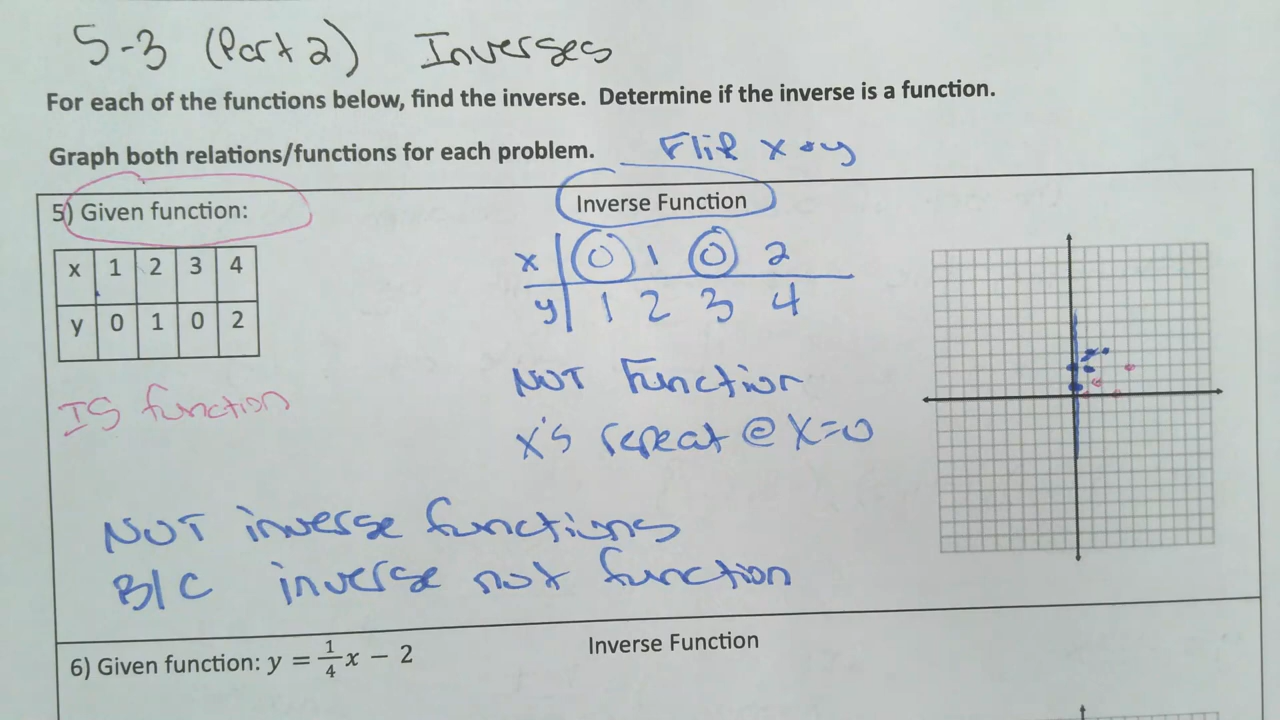 5-3 (Part 2) Inverses
For each of the functions below, find the inverse. Determine if the inverse is a function.
Graph both relations/functions for each problem. Flip x + y
5) Given function:
Inverse Function
x 1 2 3 4
y 0 1 0 2
x 0 1 0 2
y 1 2 3 4
IS function
NOT Function
x's repeat @ x=0
NOT inverse functions
B/C inverse not function
6) Given function: y = 1/4 x − 2
Inverse Function